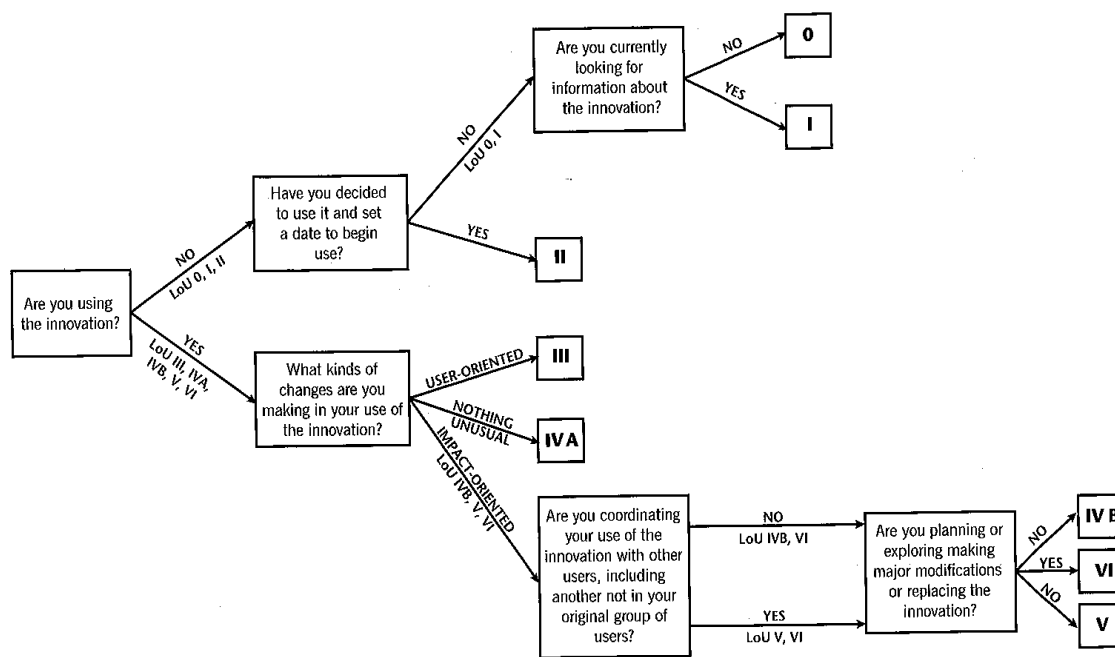 Are you using
the innovation?
NO
LoU 0, I, II
YES
LoU III, IVA,
IVB, V, VI
Have you decided
to use it and set
a date to begin
use?
NO
LoU 0, I
YES
II
Are you currently
looking for
information about
the innovation?
NO
0
YES
I
What kinds of
changes are you
making in your use of
the innovation?
USER-ORIENTED
III
NOTHING
UNUSUAL
IVA
IMPACT-ORIENTED
LoU IVB, V, VI
Are you coordinating
your use of the
innovation with other
users, including
another not in your
original group of
users?
NO
LoU IVB, VI
YES
LoU V, VI
Are you planning or
exploring making
major modifications
or replacing the
innovation?
NO
IV B
YES
VI
NO
V